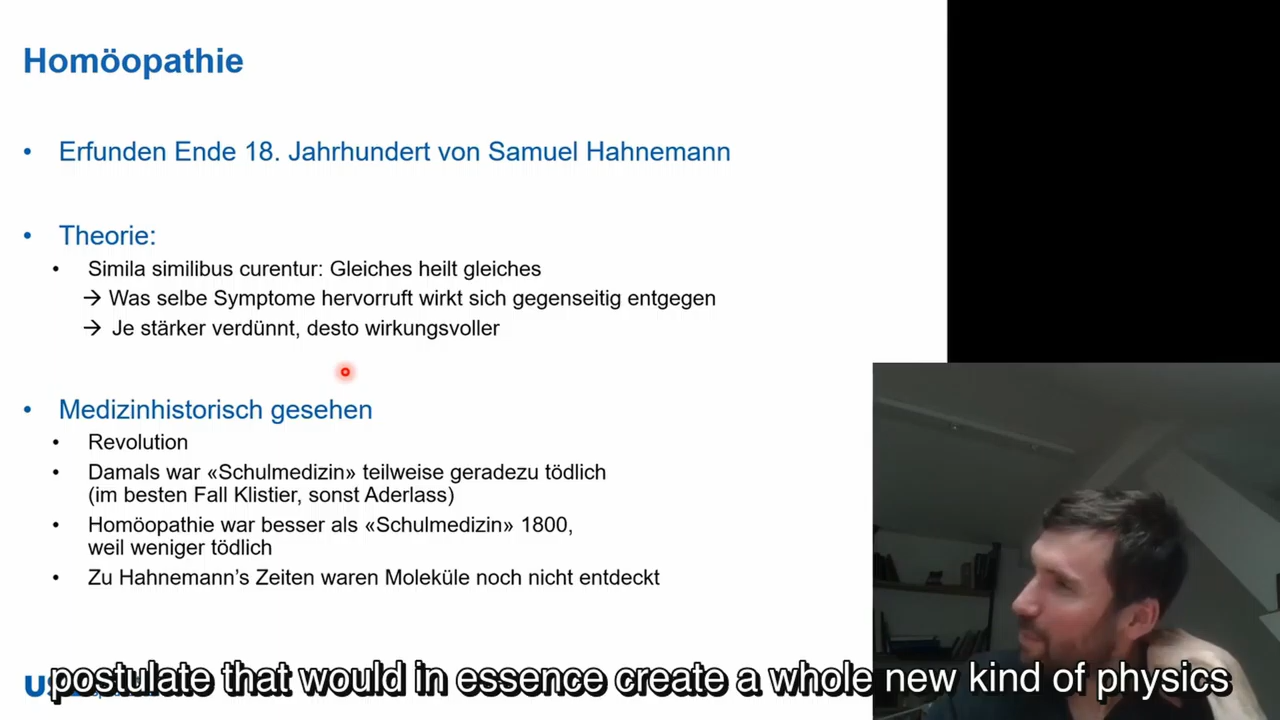 Homöopathie
• Erfunden Ende 18. Jahrhundert von Samuel Hahnemann
• Theorie:
• Simila similibus curentur: Gleiches heilt gleiches
→ Was selbe Symptome hervorruft wirkt sich gegenseitig entgegen
→ Je stärker verdünnt, desto wirkungsvoller
• Medizinhistorisch gesehen
• Revolution
• Damals war «Schulmedizin» teilweise geradezu tödlich
(im besten Fall Klistier, sonst Aderlass)
• Homöopathie war besser als «Schulmedizin» 1800,
weil weniger tödlich
• Zu Hahnemann’s Zeiten waren Moleküle noch nicht entdeckt
postulate that would in essence create a whole new kind of physics